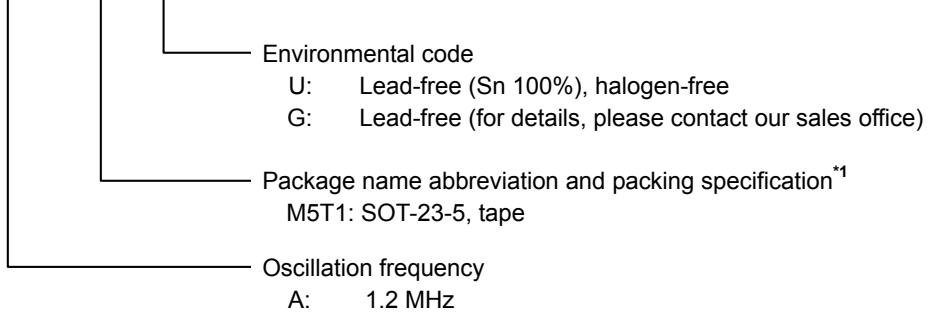 Environmental code
U: Lead-free (Sn 100%), halogen-free
G: Lead-free (for details, please contact our sales office)
Package name abbreviation and packing specification*1
M5T1: SOT-23-5, tape
Oscillation frequency
A: 1.2 MHz